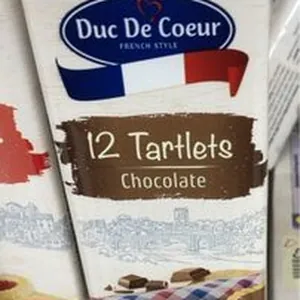 Duc De Coeur
FRENCH STYLE
12 Tartlets
Chocolate